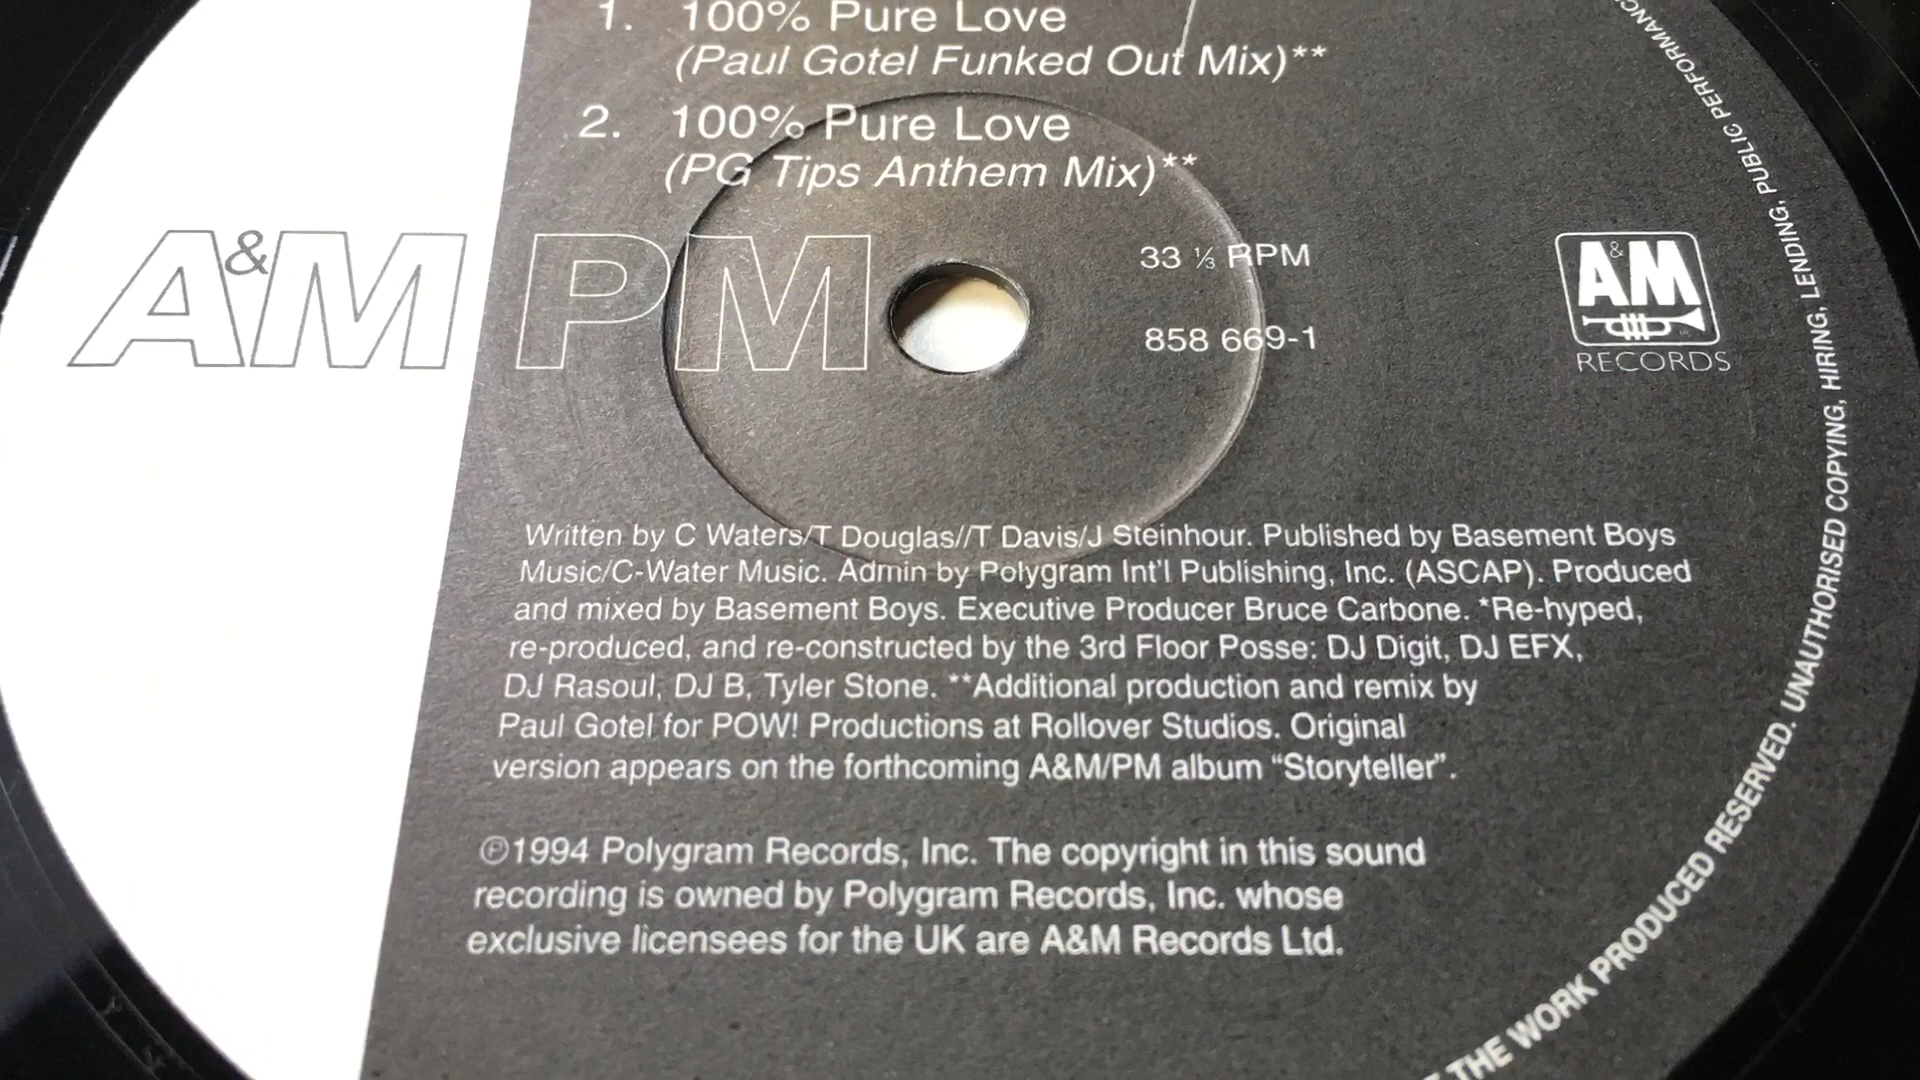 1. 100% Pure Love
(Paul Gotel Funked Out Mix)**
2. 100% Pure Love
(PG Tips Anthem Mix)**
A&M PM
33 ⅓ RPM
858 669-1
A&M
RECORDS
Written by C Waters/T Douglas//T Davis/J Steinhour. Published by Basement Boys
Music/C-Water Music. Admin by Polygram Int'l Publishing, Inc. (ASCAP). Produced
and mixed by Basement Boys. Executive Producer Bruce Carbone. *Re-hyped,
re-produced, and re-constructed by the 3rd Floor Posse: DJ Digit, DJ EFX,
DJ Rasoul, DJ B, Tyler Stone. **Additional production and remix by
Paul Gotel for POW! Productions at Rollover Studios. Original
version appears on the forthcoming A&M/PM album “Storyteller”.
℗1994 Polygram Records, Inc. The copyright in this sound
recording is owned by Polygram Records, Inc. whose
exclusive licensees for the UK are A&M Records Ltd.
THE WORK PRODUCED RESERVED. UNAUTHORISED COPYING, HIRING, LENDING, PUBLIC PERFORMANC